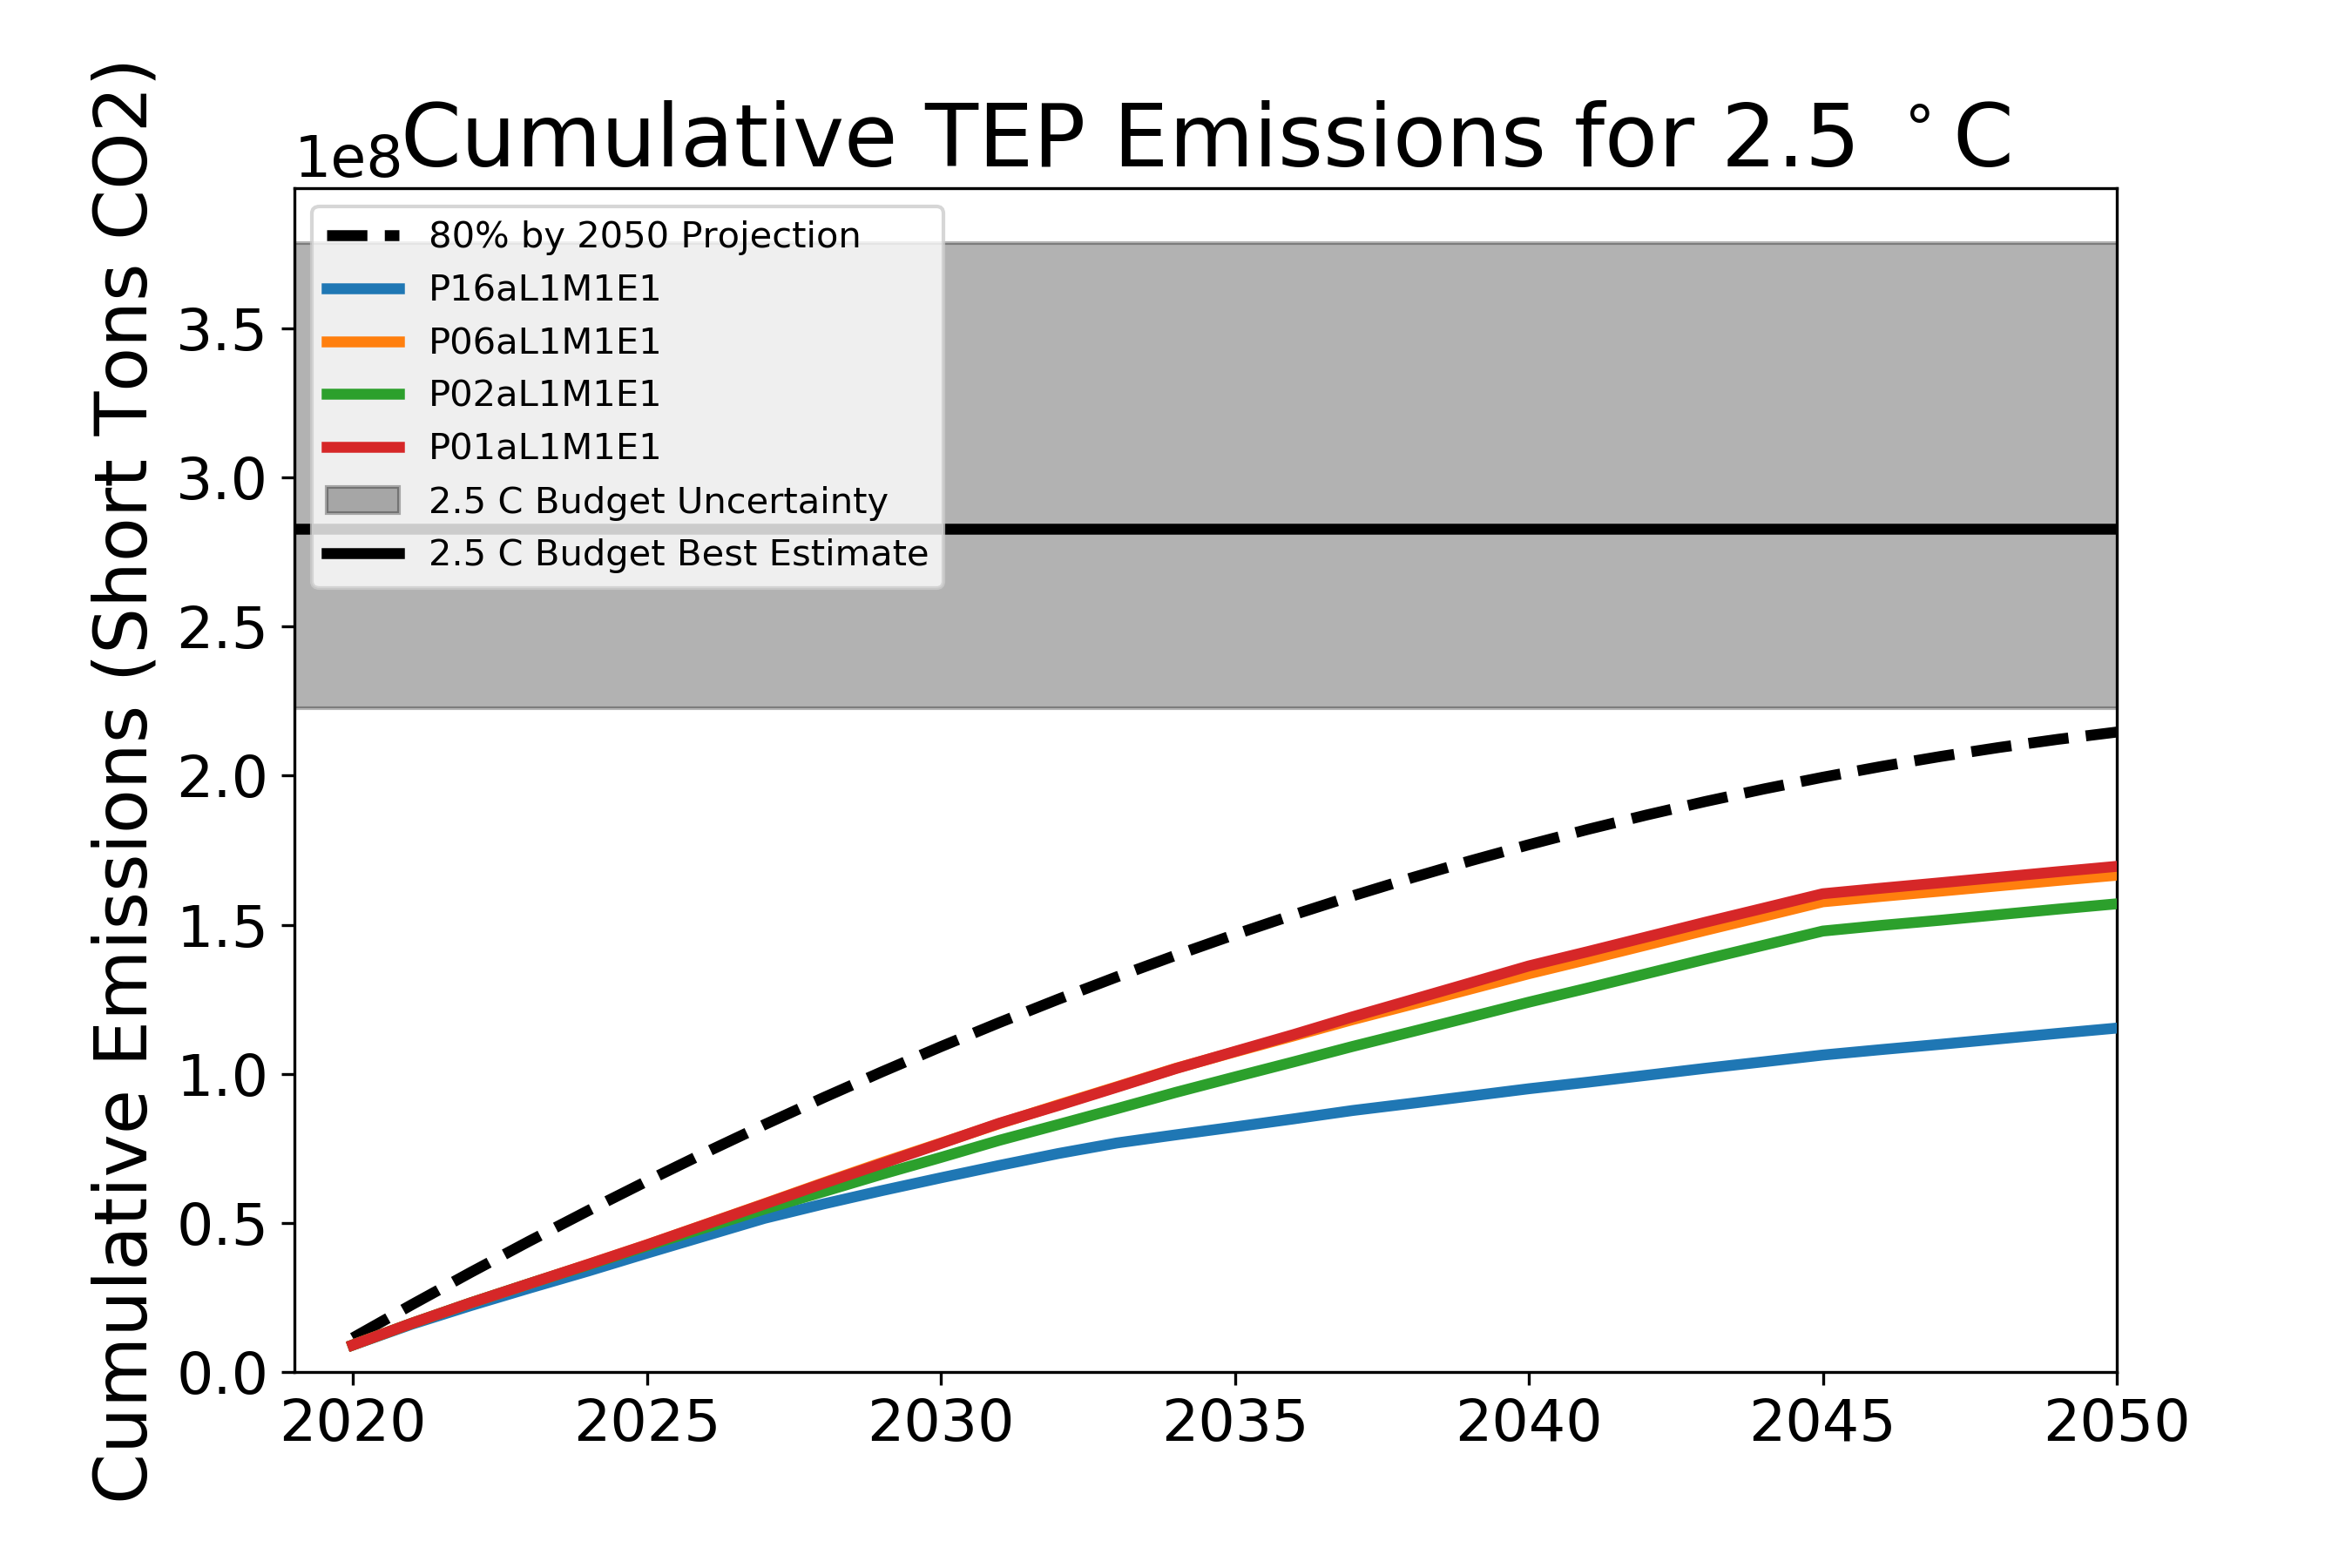 Cumulative TEP Emissions for 2.5 °C
1e8
Cumulative Emissions (Short Tons CO2)
80% by 2050 Projection
P16aL1M1E1
P06aL1M1E1
P02aL1M1E1
P01aL1M1E1
2.5 C Budget Uncertainty
2.5 C Budget Best Estimate
3.5
3.0
2.5
2.0
1.5
1.0
0.5
0.0
2020 2025 2030 2035 2040 2045 2050